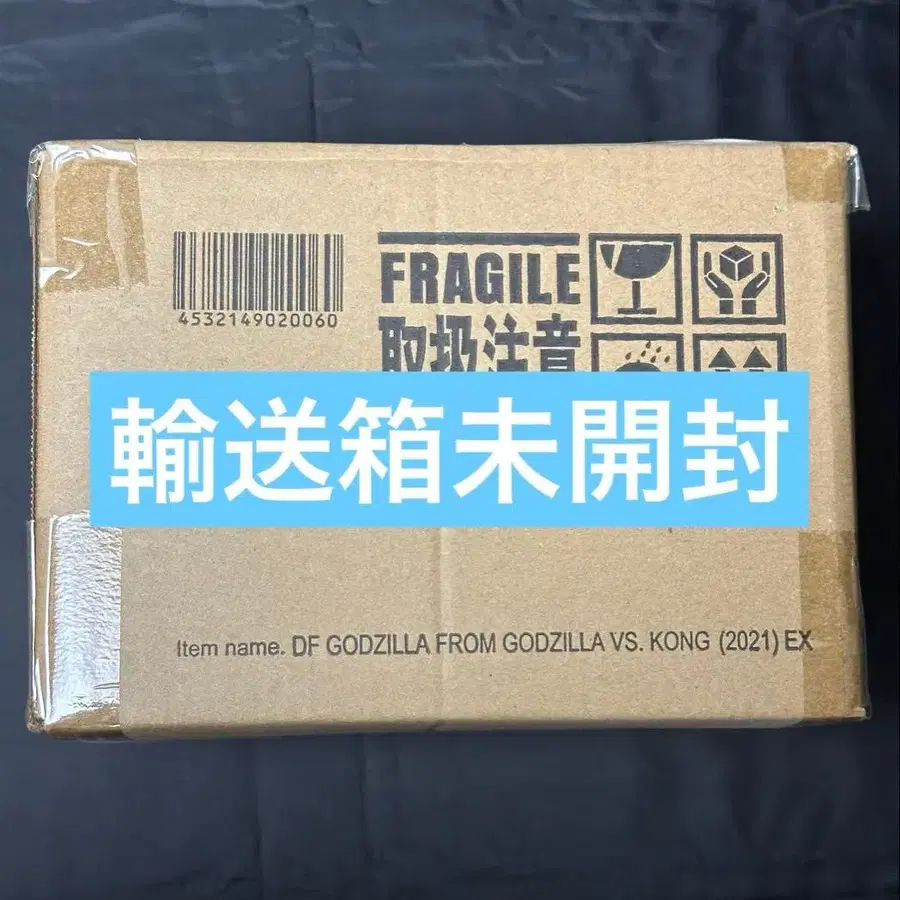 4532149020060
FRAGILE
取扱注意
輸送箱未開封
Item name. DF GODZILLA FROM GODZILLA VS. KONG (2021) EX